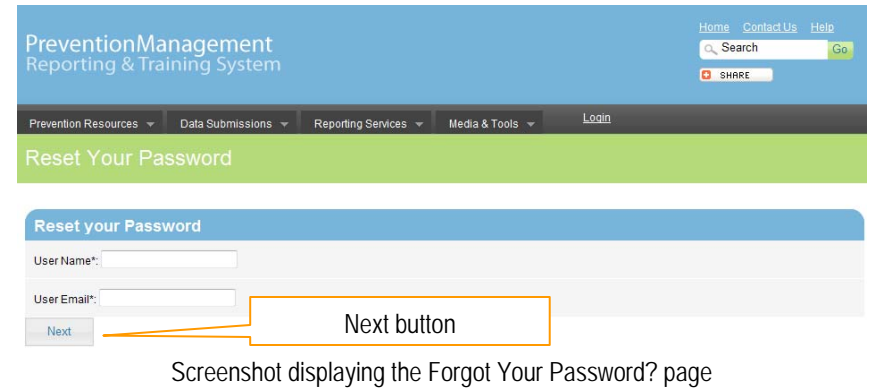 Home Contact Us Help
PreventionManagement
Reporting & Training System
Search Go
SHARE
Prevention Resources Data Submissions Reporting Services Media & Tools Login
Reset Your Password
Reset your Password
User Name*:
User Email*:
Next
Next button
Screenshot displaying the Forgot Your Password? page